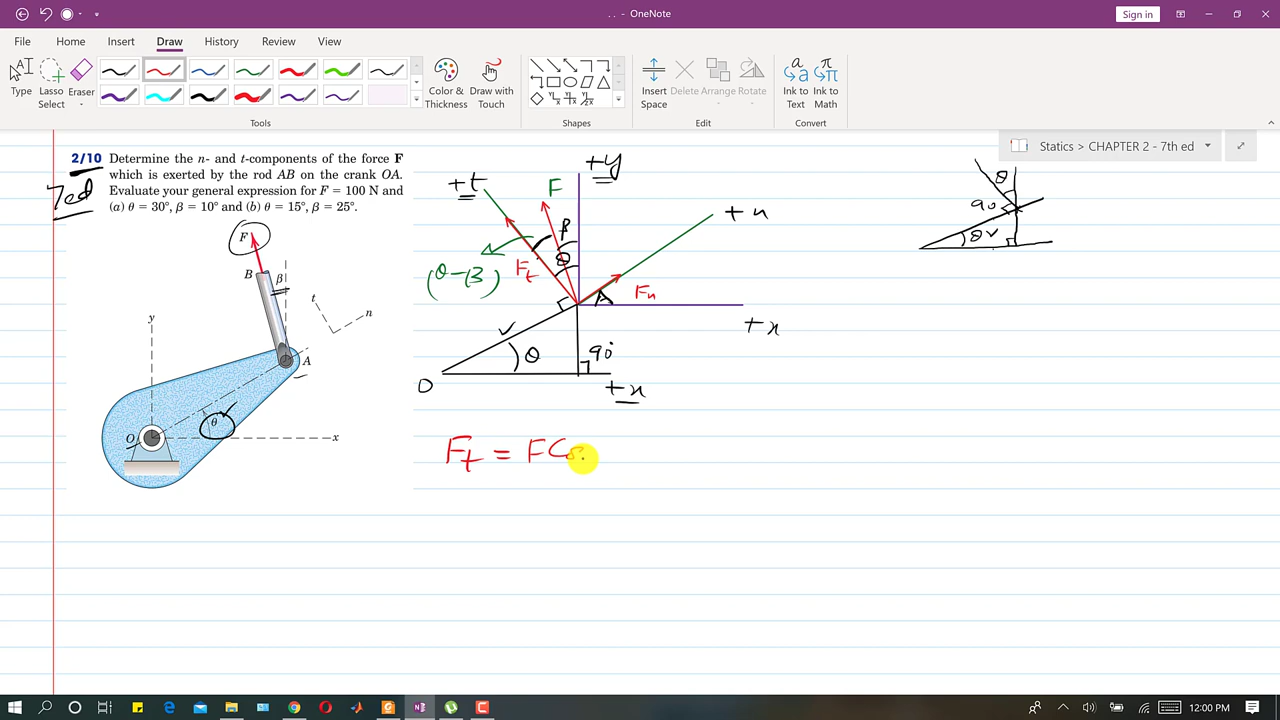 . . - OneNote
Sign in
File Home Insert Draw History Review View
Type
Lasso Select
Eraser
Color & Thickness
Draw with Touch
Insert Space
Delete
Arrange
Rotate
Ink to Text
Ink to Math
Tools
Shapes
Edit
Convert
Statics > CHAPTER 2 - 7th ed
2/10 Determine the n- and t-components of the force F
which is exerted by the rod AB on the crank OA.
Evaluate your general expression for F = 100 N and
(a) θ = 30°, β = 10° and (b) θ = 15°, β = 25°.
7ed
F
B
β
t
n
y
A
θ
O
x
+y
+t
F
+n
β
θ
(θ-β)
Ft
Fn
A
+x
θ
90°
O
+x
θ
90
θ
Ft = F Cos
12:00 PM